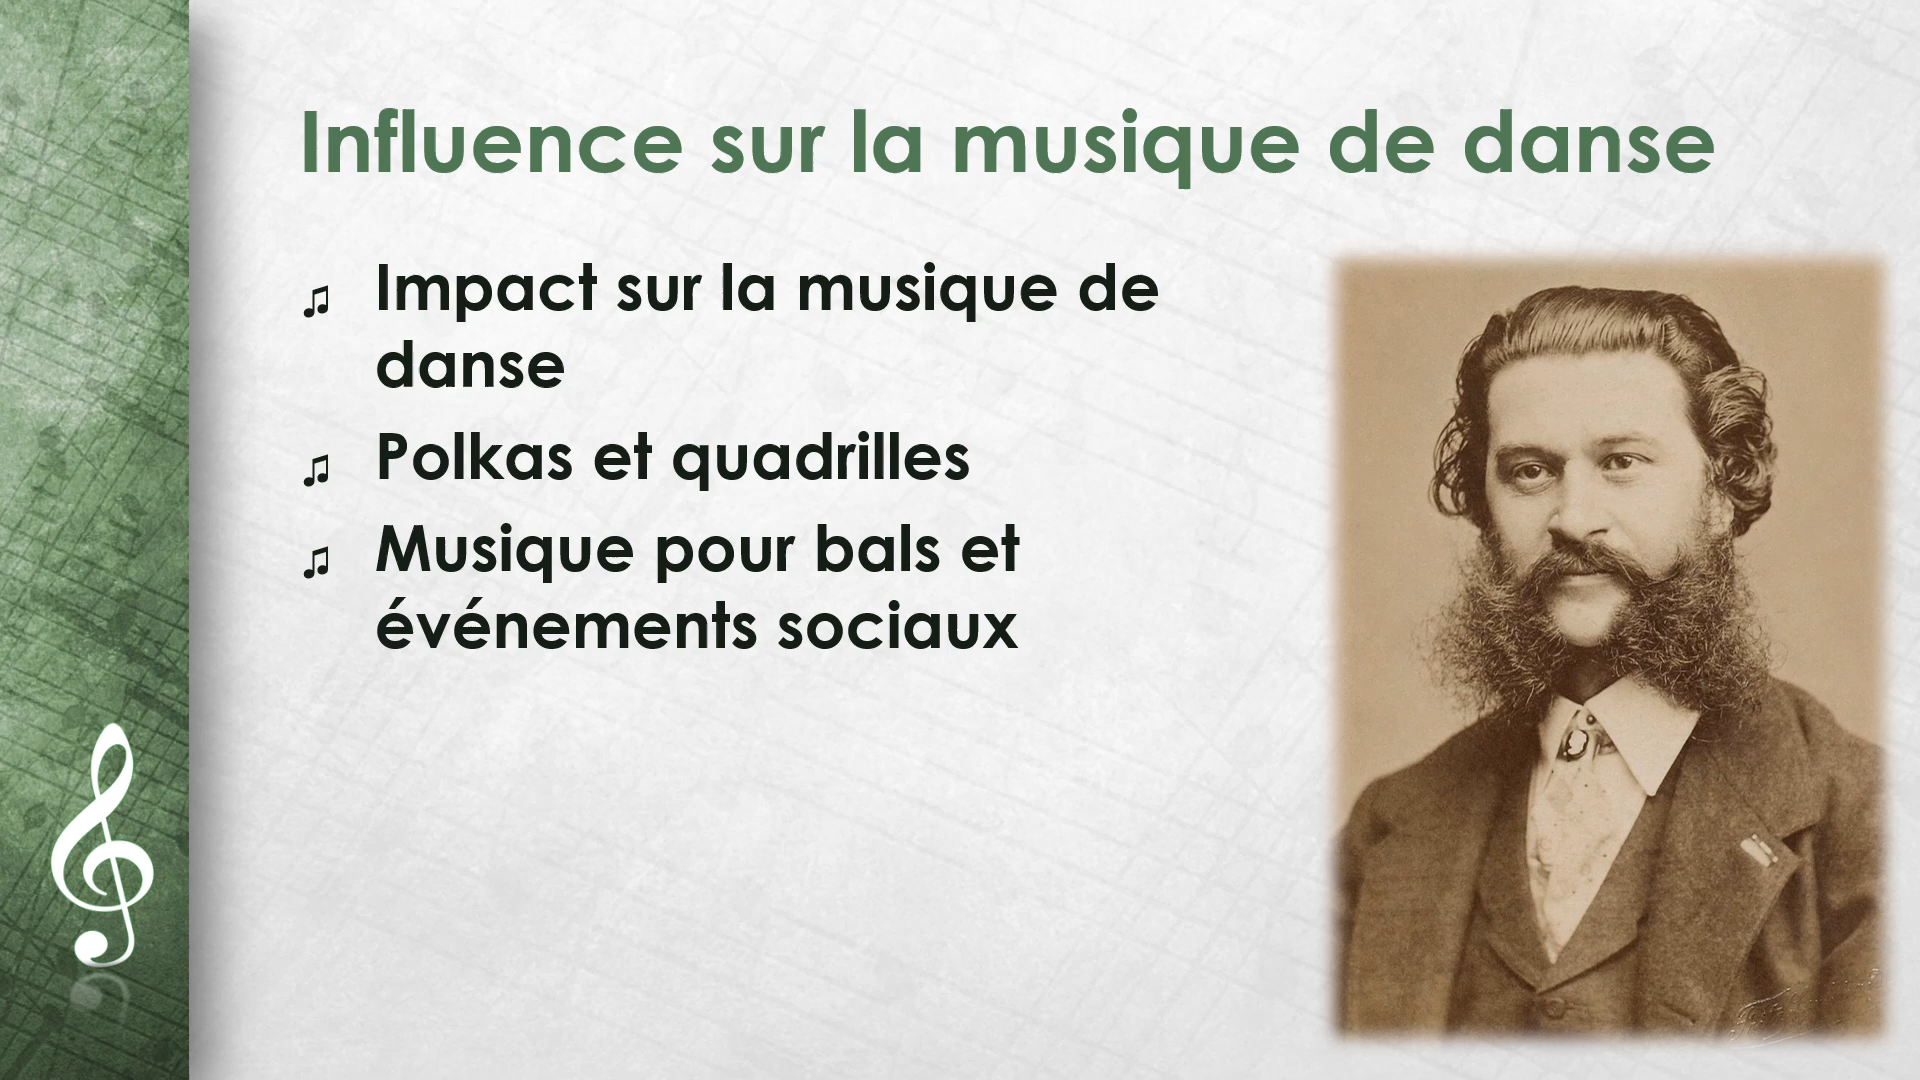 Influence sur la musique de danse
♫ Impact sur la musique de
danse
♫ Polkas et quadrilles
♫ Musique pour bals et
événements sociaux